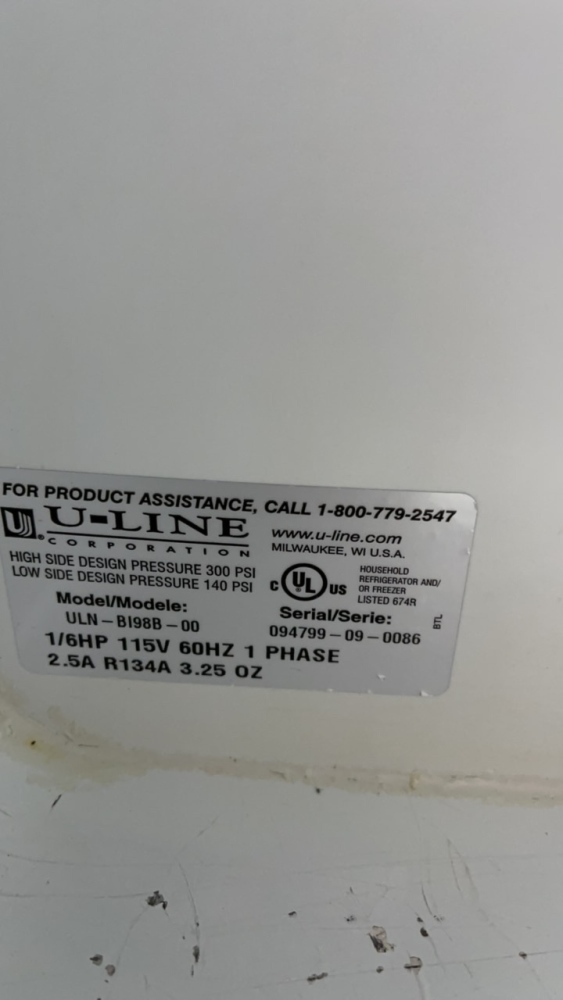 FOR PRODUCT ASSISTANCE, CALL 1-800-779-2547
U-LINE
CORPORATION
www.u-line.com
MILWAUKEE, WI U.S.A.
HIGH SIDE DESIGN PRESSURE 300 PSI
LOW SIDE DESIGN PRESSURE 140 PSI
C UL US
HOUSEHOLD
REFRIGERATOR AND/
OR FREEZER
LISTED 674R
Model/Modele:
ULN-BI98B-00
Serial/Serie:
094799-09-0086
BTL
1/6HP 115V 60HZ 1 PHASE
2.5A R134A 3.25 OZ